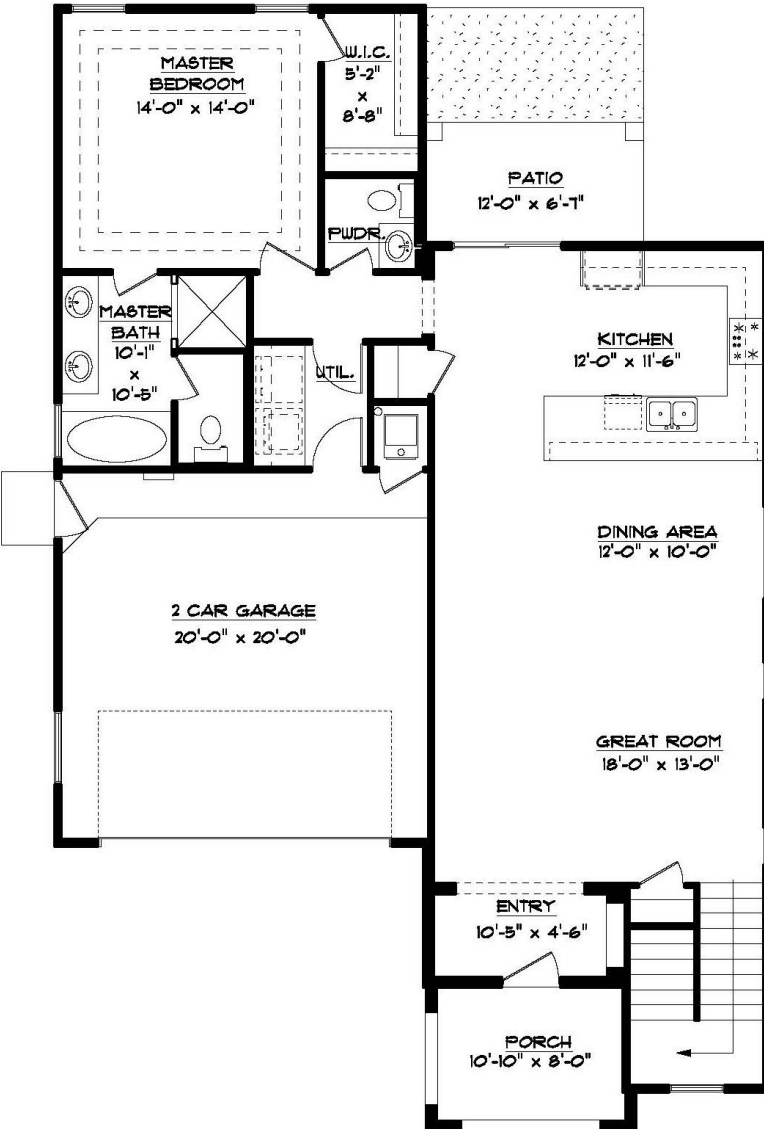 MASTER
BEDROOM
14'-0" x 14'-0"
W.I.C.
5'-2"
x
8'-8"
PATIO
12'-0" x 6'-7"
PWDR.
MASTER
BATH
10'-1"
x
10'-5"
UTIL.
KITCHEN
12'-0" x 11'-6"
DINING AREA
12'-0" x 10'-0"
2 CAR GARAGE
20'-0" x 20'-0"
GREAT ROOM
18'-0" x 13'-0"
ENTRY
10'-5" x 4'-6"
PORCH
10'-10" x 8'-0"